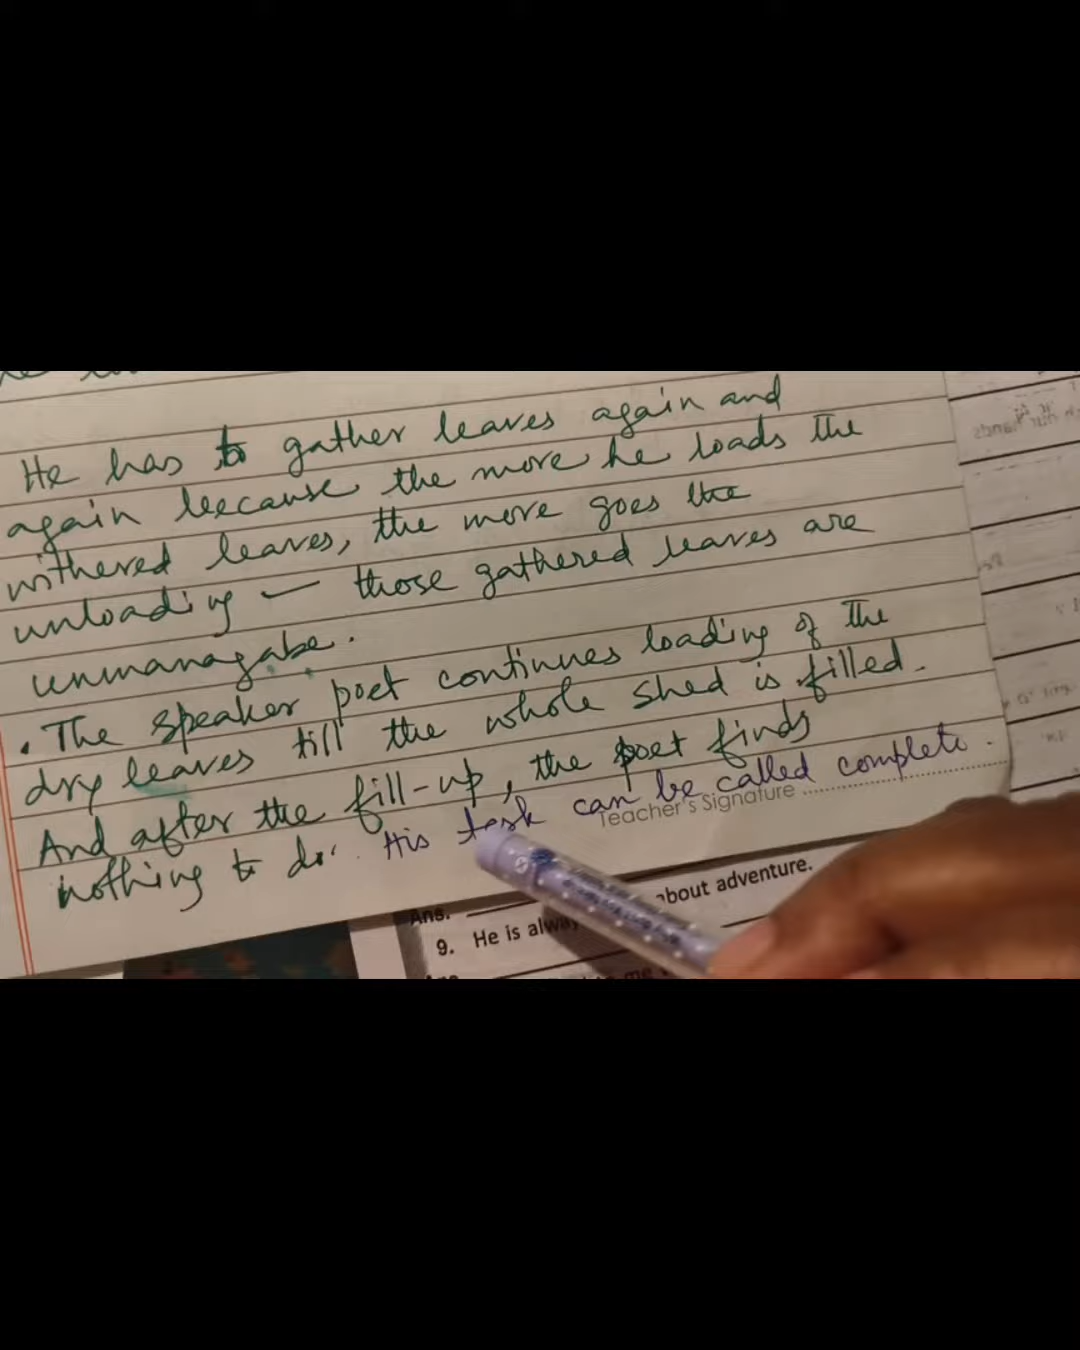 He has to gather leaves again and
again because the more he loads the
withered leaves, the more goes the
unloading — those gathered leaves are
unmanagabe.
. The speaker poet continues loading of the
dry leaves till the whole shed is filled.
And after the fill-up, the poet finds
nothing to do. His task can be called complete.
Teacher's Signature
Ans.
about adventure.
9. He is always